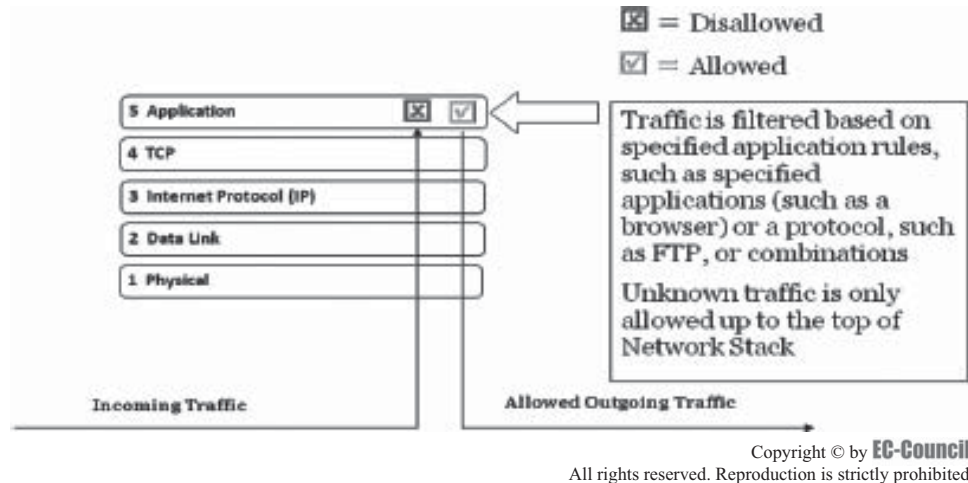 = Disallowed
= Allowed
5 Application
4 TCP
3 Internet Protocol (IP)
2 Data Link
1 Physical
Traffic is filtered based on
specified application rules,
such as specified
applications (such as a
browser) or a protocol, such
as FTP, or combinations
Unknown traffic is only
allowed up to the top of
Network Stack
Incoming Traffic
Allowed Outgoing Traffic
Copyright © by EC-Council
All rights reserved. Reproduction is strictly prohibited